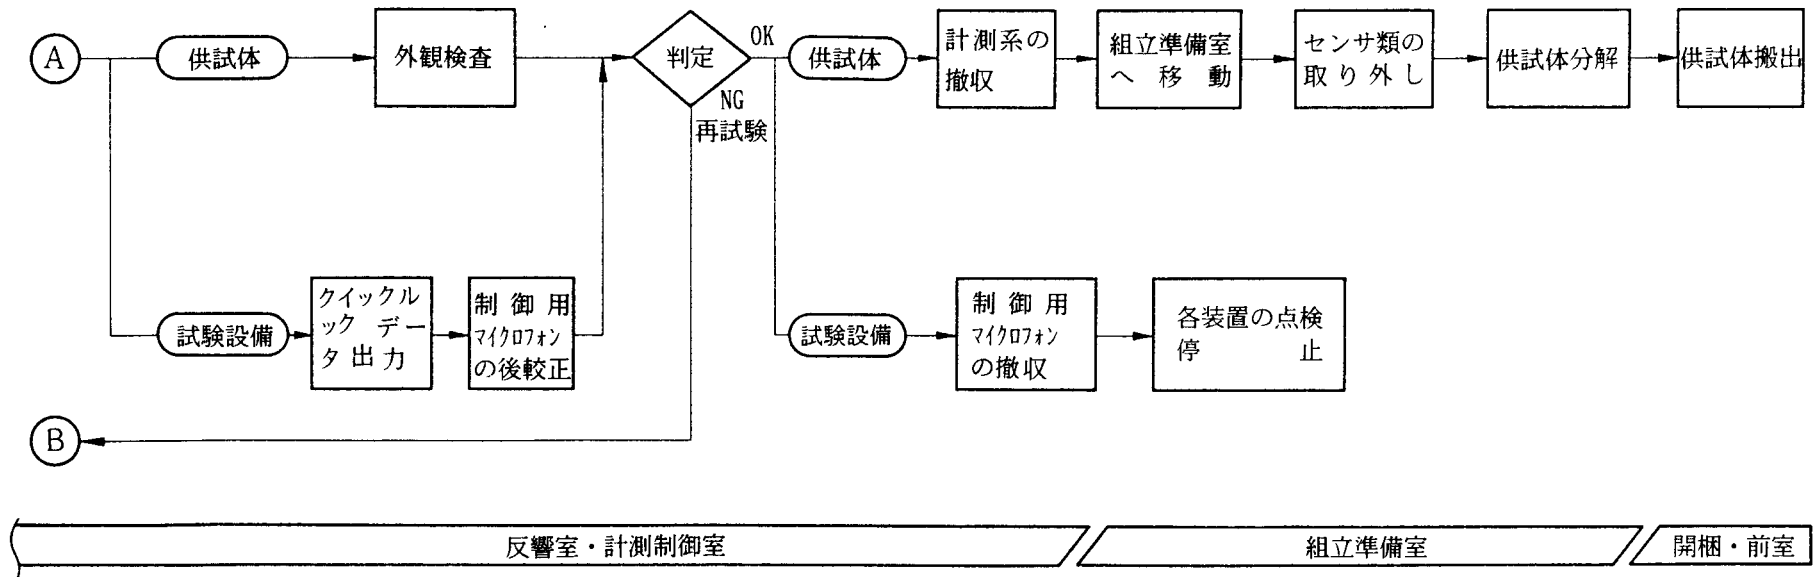 A
供試体
外観検査
判定
OK
NG
再試験
供試体
計測系の
撤収
組立準備室
へ移動
センサ類の
取り外し
供試体分解
供試体搬出
試験設備
クイックル
ックデー
タ出力
制御用
マイクロフォン
の後較正
試験設備
制御用
マイクロフォン
の撤収
各装置の点検
停止
B
反響室・計測制御室
組立準備室
開梱・前室